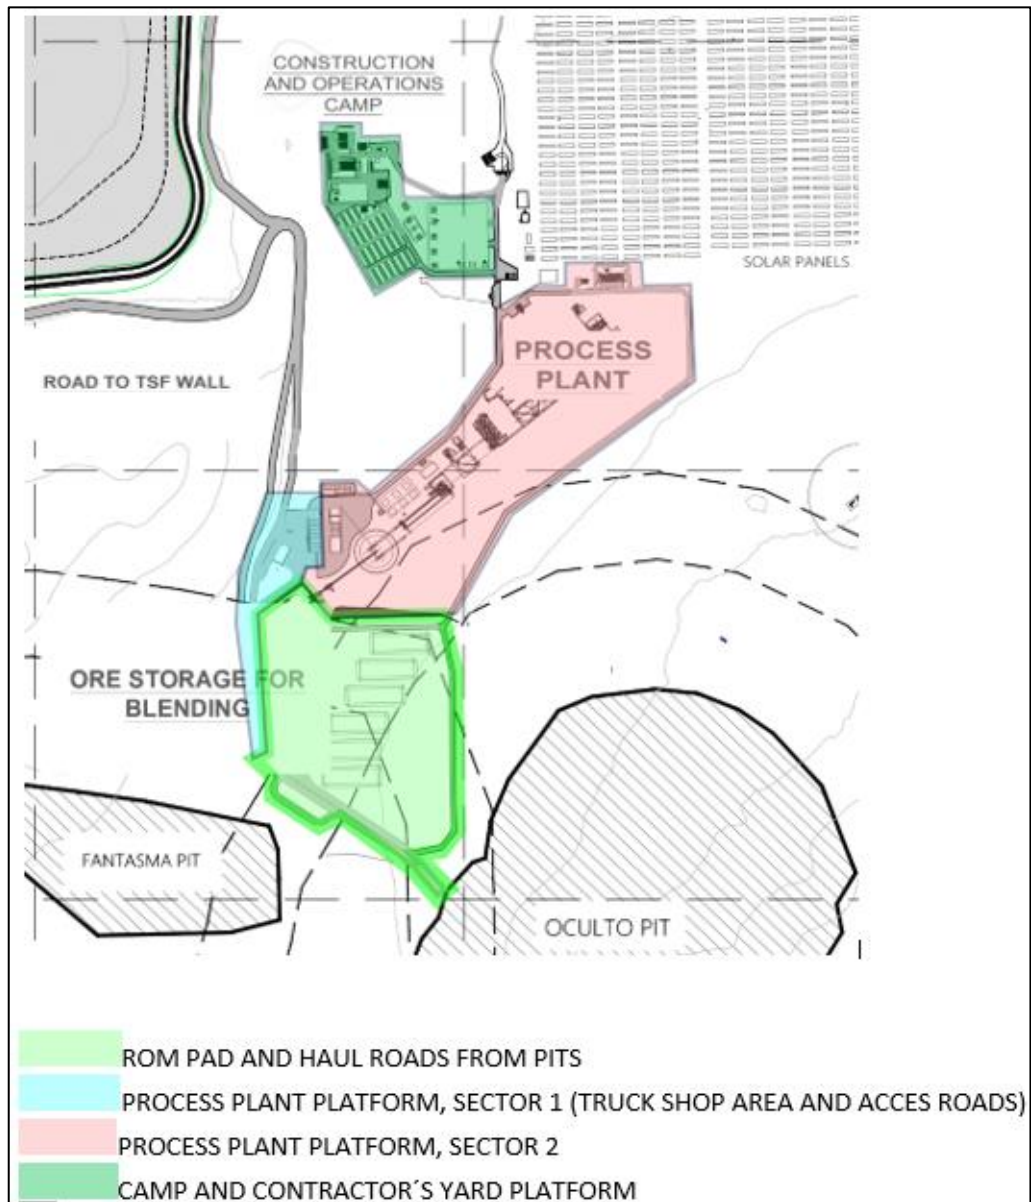 CONSTRUCTION
AND OPERATIONS
CAMP
SOLAR PANELS
PROCESS
PLANT
ROAD TO TSF WALL
ORE STORAGE FOR
BLENDING
FANTASMA PIT
OCULTO PIT
ROM PAD AND HAUL ROADS FROM PITS
PROCESS PLANT PLATFORM, SECTOR 1 (TRUCK SHOP AREA AND ACCES ROADS)
PROCESS PLANT PLATFORM, SECTOR 2
CAMP AND CONTRACTOR´S YARD PLATFORM